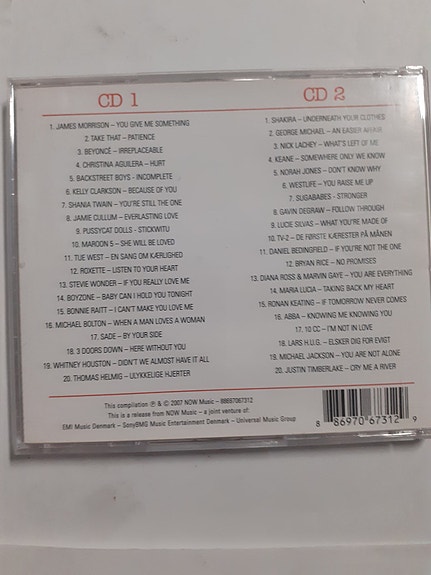 CD 1
1. JAMES MORRISON – YOU GIVE ME SOMETHING
2. TAKE THAT – PATIENCE
3. BEYONCÉ – IRREPLACEABLE
4. CHRISTINA AGUILERA – HURT
5. BACKSTREET BOYS - INCOMPLETE
6. KELLY CLARKSON – BECAUSE OF YOU
7. SHANIA TWAIN – YOU'RE STILL THE ONE
8. JAMIE CULLUM – EVERLASTING LOVE
9. PUSSYCAT DOLLS - STICKWITU
10. MAROON 5 – SHE WILL BE LOVED
11. TUE WEST – EN SANG OM KÆRLIGHED
12. ROXETTE – LISTEN TO YOUR HEART
13. STEVIE WONDER – IF YOU REALLY LOVE ME
14. BOYZONE – BABY CAN I HOLD YOU TONIGHT
15. BONNIE RAITT – I CAN'T MAKE YOU LOVE ME
16. MICHAEL BOLTON – WHEN A MAN LOVES A WOMAN
17. SADE – BY YOUR SIDE
18. 3 DOORS DOWN – HERE WITHOUT YOU
19. WHITNEY HOUSTON – DIDN'T WE ALMOST HAVE IT ALL
20. THOMAS HELMIG – ULYKKELIGE HJERTER
CD 2
1. SHAKIRA – UNDERNEATH YOUR CLOTHES
2. GEORGE MICHAEL – AN EASIER AFFAIR
3. NICK LACHEY – WHAT'S LEFT OF ME
4. KEANE – SOMEWHERE ONLY WE KNOW
5. NORAH JONES – DON'T KNOW WHY
6. WESTLIFE – YOU RAISE ME UP
7. SUGABABES - STRONGER
8. GAVIN DEGRAW – FOLLOW THROUGH
9. LUCIE SILVAS – WHAT YOU'RE MADE OF
10. TV-2 – DE FØRSTE KÆRESTER PÅ MÅNEN
11. DANIEL BEDINGFIELD – IF YOU'RE NOT THE ONE
12. BRYAN RICE – NO PROMISES
13. DIANA ROSS & MARVIN GAYE – YOU ARE EVERYTHING
14. MARIA LUCIA – TAKING BACK MY HEART
15. RONAN KEATING – IF TOMORROW NEVER COMES
16. ABBA – KNOWING ME KNOWING YOU
17. 10 CC – I'M NOT IN LOVE
18. LARS H.U.G. – ELSKER DIG FOR EVIGT
19. MICHAEL JACKSON – YOU ARE NOT ALONE
20. JUSTIN TIMBERLAKE – CRY ME A RIVER
This compilation ℗ & © 2007 NOW Music – 88697067312
This is a release from NOW Music – a joint venture of:
EMI Music Denmark – SonyBMG Music Entertainment Denmark – Universal Music Group
8 86970 67312 9